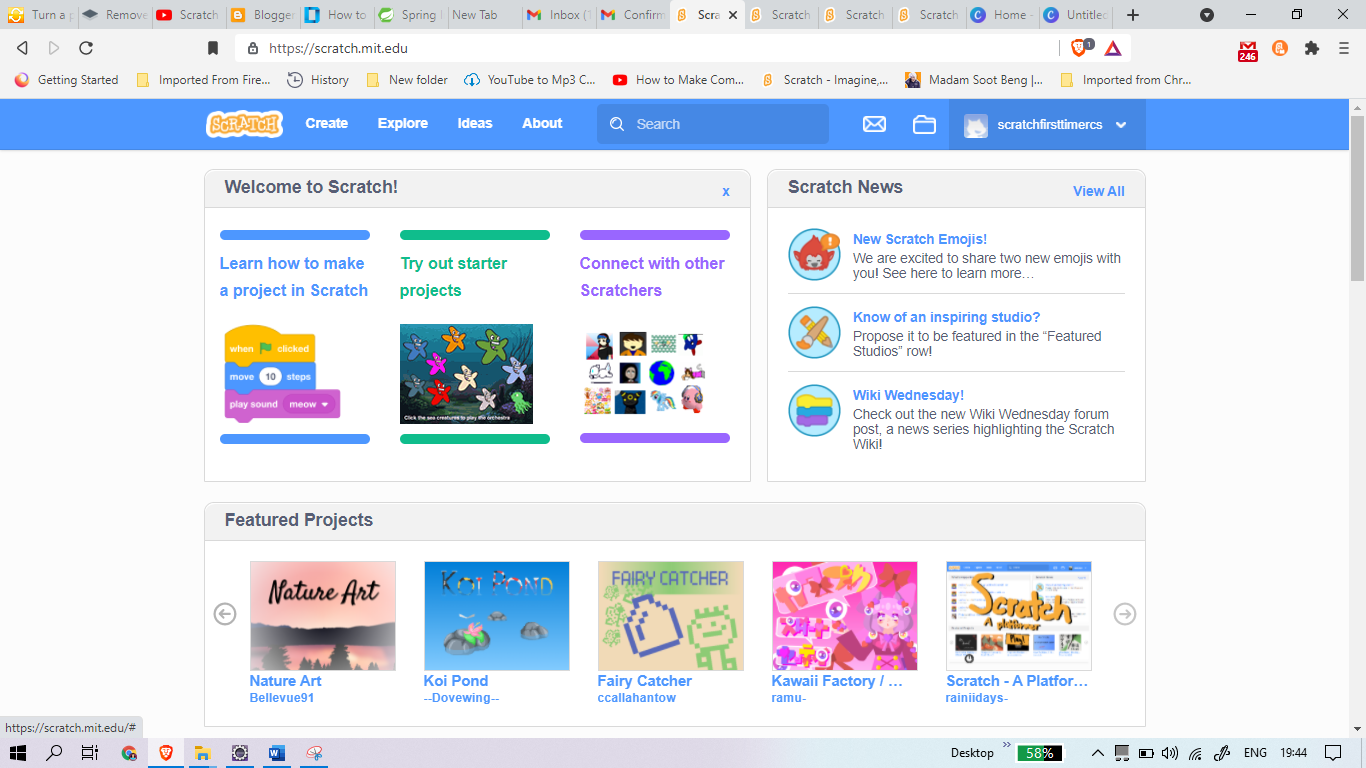 Turn a p
Remove
Scratch
Blogger
How to
Spring I
New Tab
Inbox (1
Confirm
Scra
Scratch
Scratch
Scratch
Home -
Untitled
https://scratch.mit.edu
1
246
Getting Started
Imported From Fire...
History
New folder
YouTube to Mp3 C...
How to Make Com...
Scratch - Imagine,...
Madam Soot Beng |...
Imported from Chr...
SCRATCH
Create
Explore
Ideas
About
Search
scratchfirsttimercs
Welcome to Scratch!
x
Learn how to make
a project in Scratch
Try out starter
projects
Connect with other
Scratchers
when clicked
move 10 steps
play sound meow
Click the sea creatures to play the orchestra
Scratch News
View All
New Scratch Emojis!
We are excited to share two new emojis with
you! See here to learn more…
Know of an inspiring studio?
Propose it to be featured in the “Featured
Studios” row!
Wiki Wednesday!
Check out the new Wiki Wednesday forum
post, a news series highlighting the Scratch
Wiki!
Featured Projects
Nature Art
KOI POND
FAIRY CATCHER
Scratch
A platformer
Nature Art
Bellevue91
Koi Pond
--Dovewing--
Fairy Catcher
ccallahantow
Kawaii Factory / ...
ramu-
Scratch - A Platfor...
rainiidays-
https://scratch.mit.edu/#
Desktop
58%
ENG
19:44